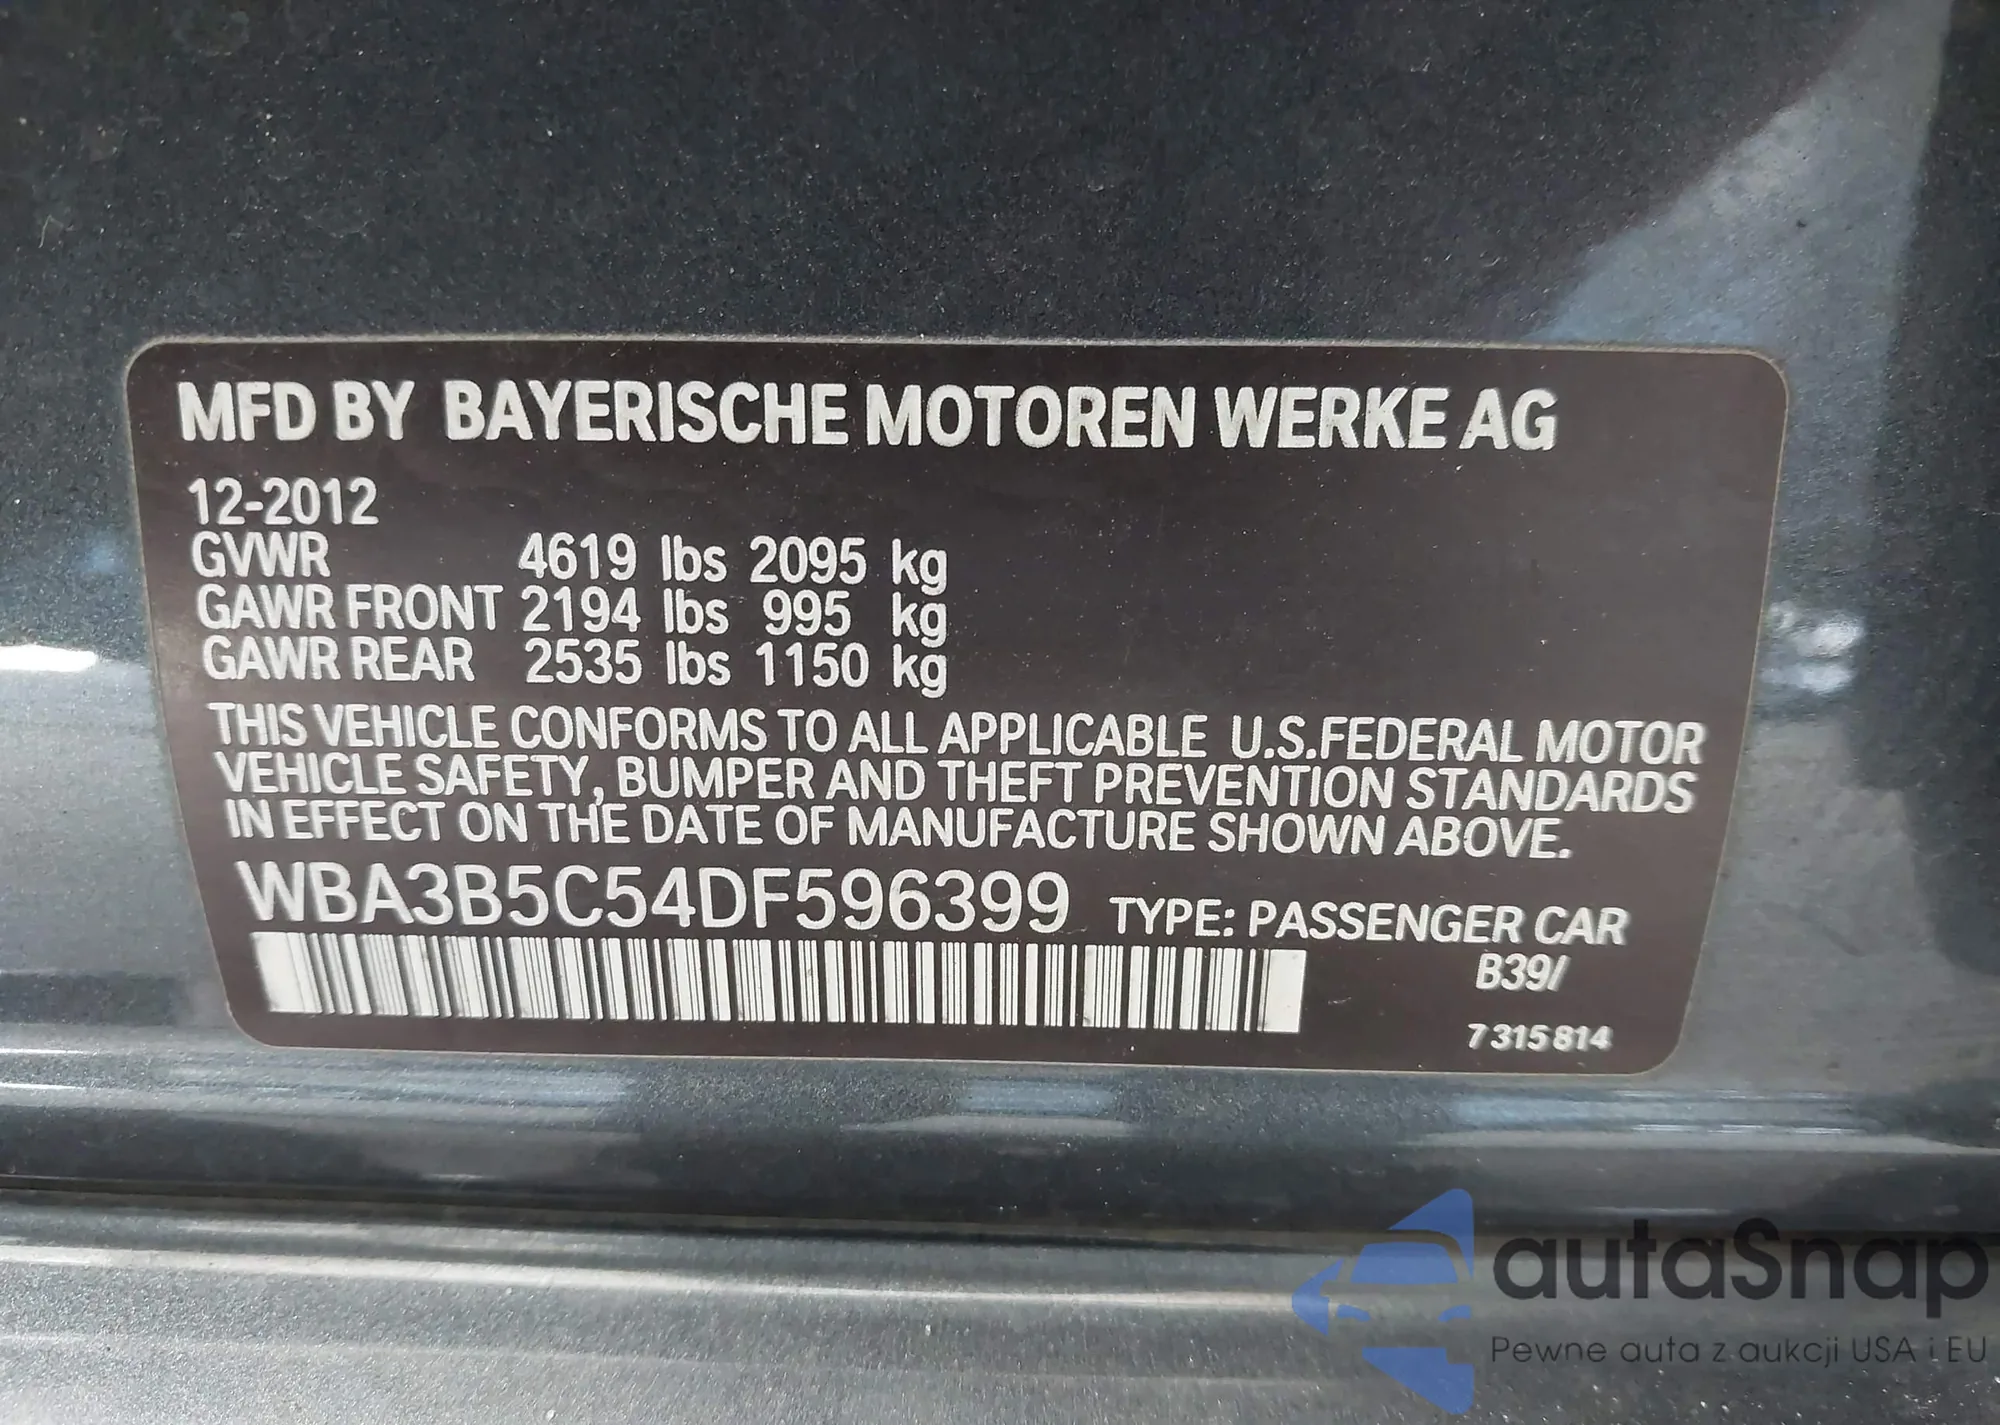 MFD BY BAYERISCHE MOTOREN WERKE AG
12-2012
GVWR 4619 lbs 2095 kg
GAWR FRONT 2194 lbs 995 kg
GAWR REAR 2535 lbs 1150 kg
THIS VEHICLE CONFORMS TO ALL APPLICABLE U.S.FEDERAL MOTOR
VEHICLE SAFETY, BUMPER AND THEFT PREVENTION STANDARDS
IN EFFECT ON THE DATE OF MANUFACTURE SHOWN ABOVE.
WBA3B5C54DF596399 TYPE: PASSENGER CAR
B39/
7 315 814
autaSnap
Pewne auta z aukcji USA i EU